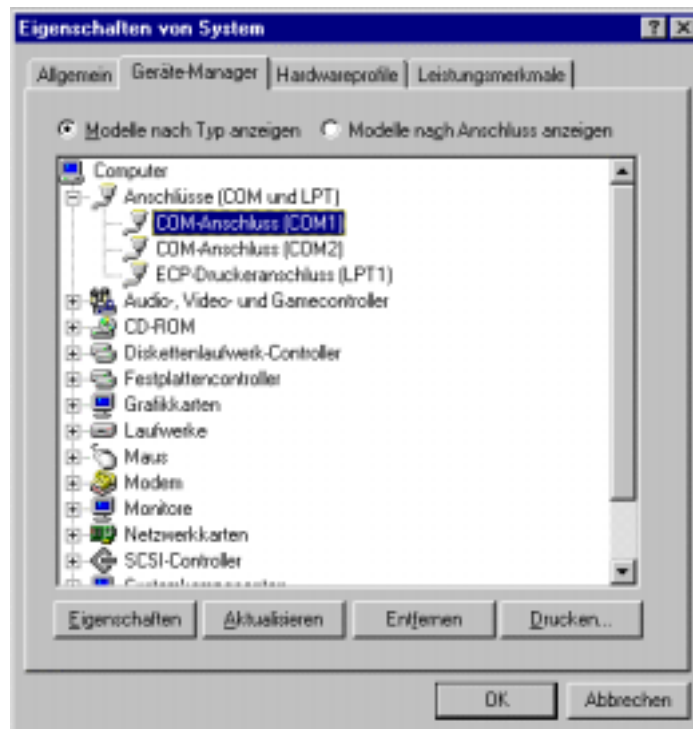 Eigenschaften von System
Allgemein Geräte-Manager Hardwareprofile Leistungsmerkmale
Modelle nach Typ anzeigen Modelle nach Anschluss anzeigen
Computer
Anschlüsse (COM und LPT)
COM-Anschluss (COM1)
COM-Anschluss (COM2)
ECP-Druckeranschluss (LPT1)
Audio-, Video- und Gamecontroller
CD-ROM
Diskettenlaufwerk-Controller
Festplattencontroller
Grafikkarten
Laufwerke
Maus
Modem
Monitore
Netzwerkkarten
SCSI-Controller
Eigenschaften Aktualisieren Entfernen Drucken...
OK Abbrechen